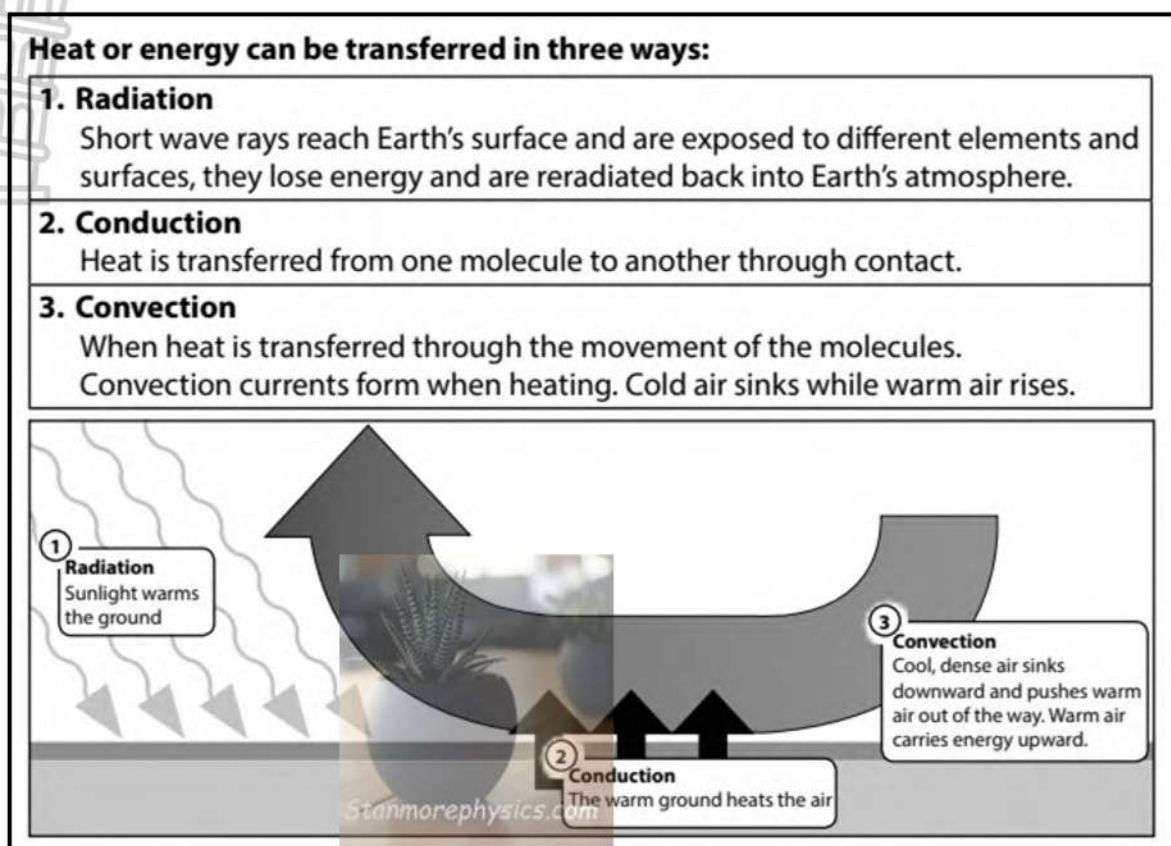 Heat or energy can be transferred in three ways:
1. Radiation
Short wave rays reach Earth's surface and are exposed to different elements and
surfaces, they lose energy and are reradiated back into Earth's atmosphere.
2. Conduction
Heat is transferred from one molecule to another through contact.
3. Convection
When heat is transferred through the movement of the molecules.
Convection currents form when heating. Cold air sinks while warm air rises.
1
Radiation
Sunlight warms
the ground
3
Convection
Cool, dense air sinks
downward and pushes warm
air out of the way. Warm air
carries energy upward.
2
Conduction
The warm ground heats the air
Stanmorephysics.com